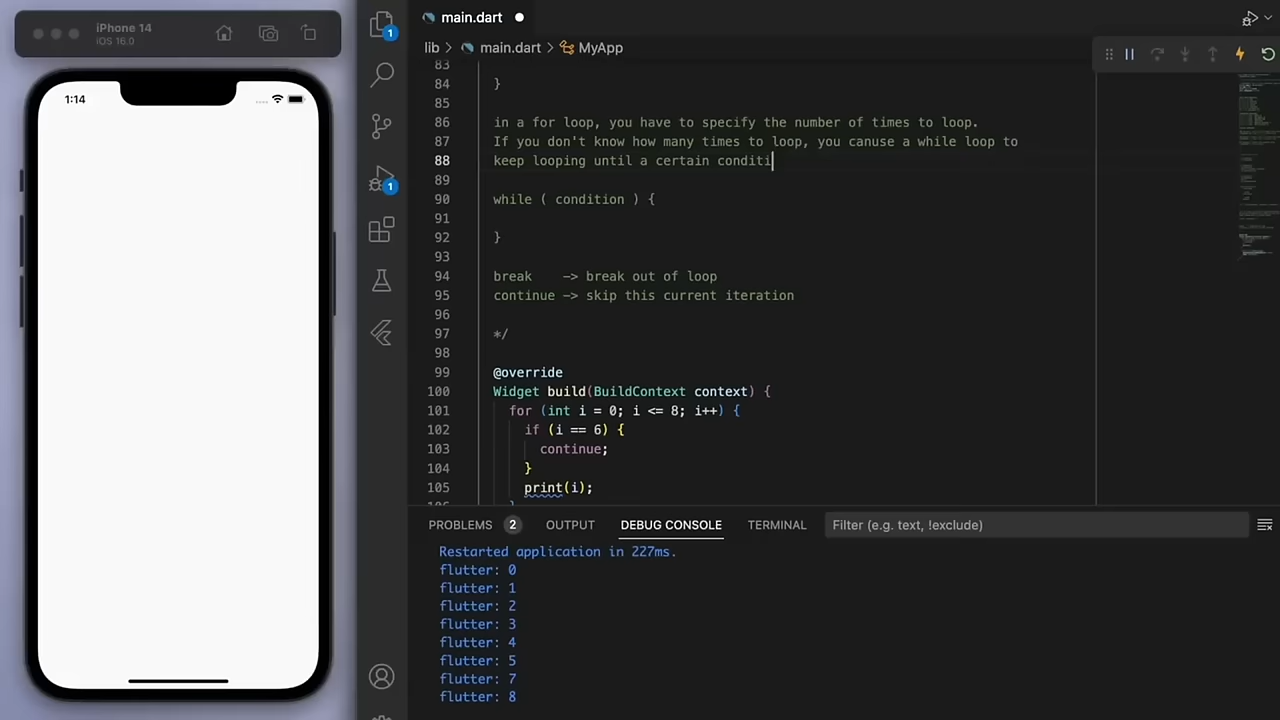 iPhone 14
iOS 16.0
1:14
1
1
main.dart
lib > main.dart > MyApp
83
84 }
85
86 in a for loop, you have to specify the number of times to loop.
87 If you don't know how many times to loop, you canuse a while loop to
88 keep looping until a certain conditi
89
90 while ( condition ) {
91
92 }
93
94 break -> break out of loop
95 continue -> skip this current iteration
96
97 */
98
99 @override
100 Widget build(BuildContext context) {
101 for (int i = 0; i <= 8; i++) {
102 if (i == 6) {
103 continue;
104 }
105 print(i);
106 }
PROBLEMS 2 OUTPUT DEBUG CONSOLE TERMINAL Filter (e.g. text, !exclude)
Restarted application in 227ms.
flutter: 0
flutter: 1
flutter: 2
flutter: 3
flutter: 4
flutter: 5
flutter: 7
flutter: 8